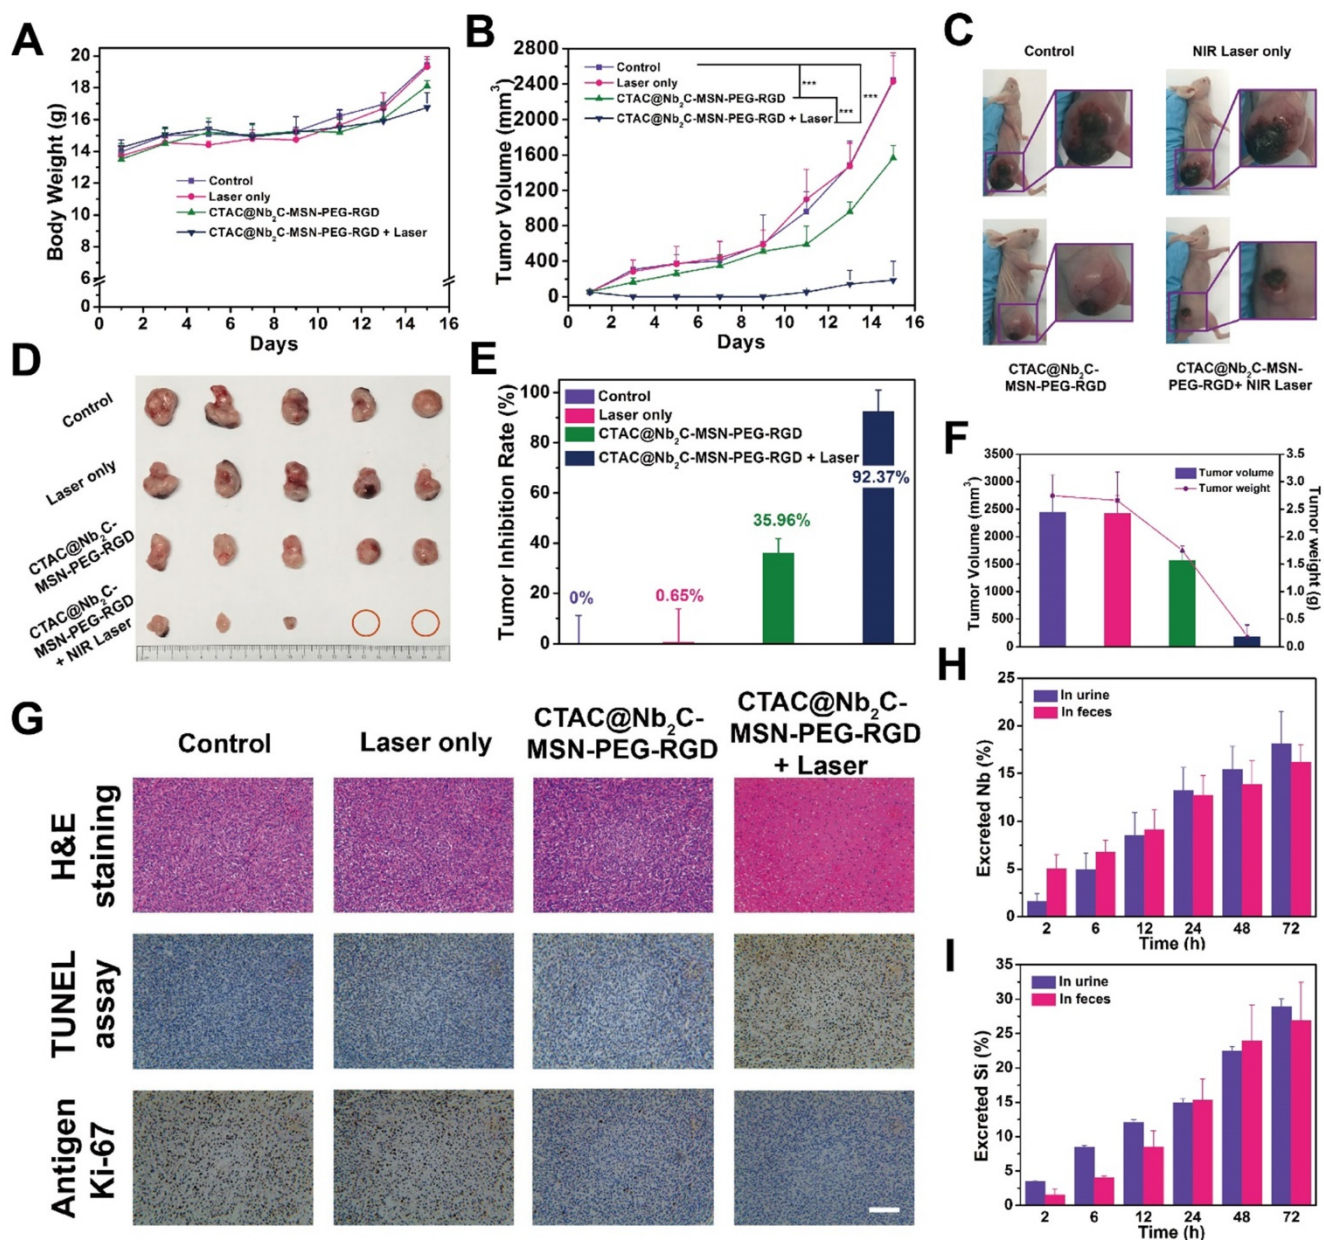 A
Body Weight (g)
20
18
16
14
12
10
8
6
0
Control
Laser only
CTAC@Nb2C-MSN-PEG-RGD
CTAC@Nb2C-MSN-PEG-RGD + Laser
0 2 4 6 8 10 12 14 16
Days
B
Tumor Volume (mm3)
2800
2400
2000
1600
1200
800
400
0
Control
Laser only
CTAC@Nb2C-MSN-PEG-RGD
CTAC@Nb2C-MSN-PEG-RGD + Laser
***
***
***
0 2 4 6 8 10 12 14 16
Days
C
Control
NIR Laser only
CTAC@Nb2C-
MSN-PEG-RGD
CTAC@Nb2C-MSN-
PEG-RGD+ NIR Laser
D
Control
Laser only
CTAC@Nb2C-
MSN-PEG-RGD
CTAC@Nb2C-
MSN-PEG-RGD
+ NIR Laser
E
Tumor Inhibition Rate (%)
100
80
60
40
20
0
Control
Laser only
CTAC@Nb2C-MSN-PEG-RGD
CTAC@Nb2C-MSN-PEG-RGD + Laser
0%
0.65%
35.96%
92.37%
F
Tumor Volume (mm3)
3500
3000
2500
2000
1500
1000
500
0
Tumor volume
Tumor weight
3.5
3.0
2.5
2.0
1.5
1.0
0.5
0.0
Tumor weight (g)
G
Control
Laser only
CTAC@Nb2C-
MSN-PEG-RGD
CTAC@Nb2C-
MSN-PEG-RGD
+ Laser
H&E
staining
TUNEL
assay
Antigen
Ki-67
H
Excreted Nb (%)
25
20
15
10
5
0
In urine
In feces
2 6 12 24 48 72
Time (h)
I
Excreted Si (%)
35
30
25
20
15
10
5
0
In urine
In feces
2 6 12 24 48 72
Time (h)